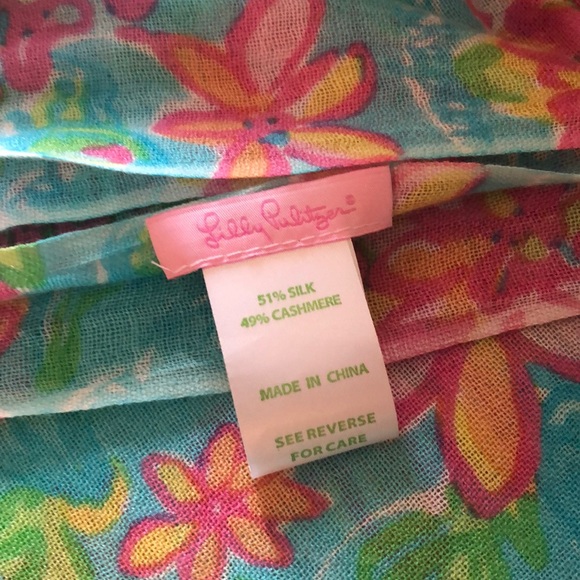 Lilly Pulitzer®
51% SILK
49% CASHMERE
MADE IN CHINA
SEE REVERSE
FOR CARE